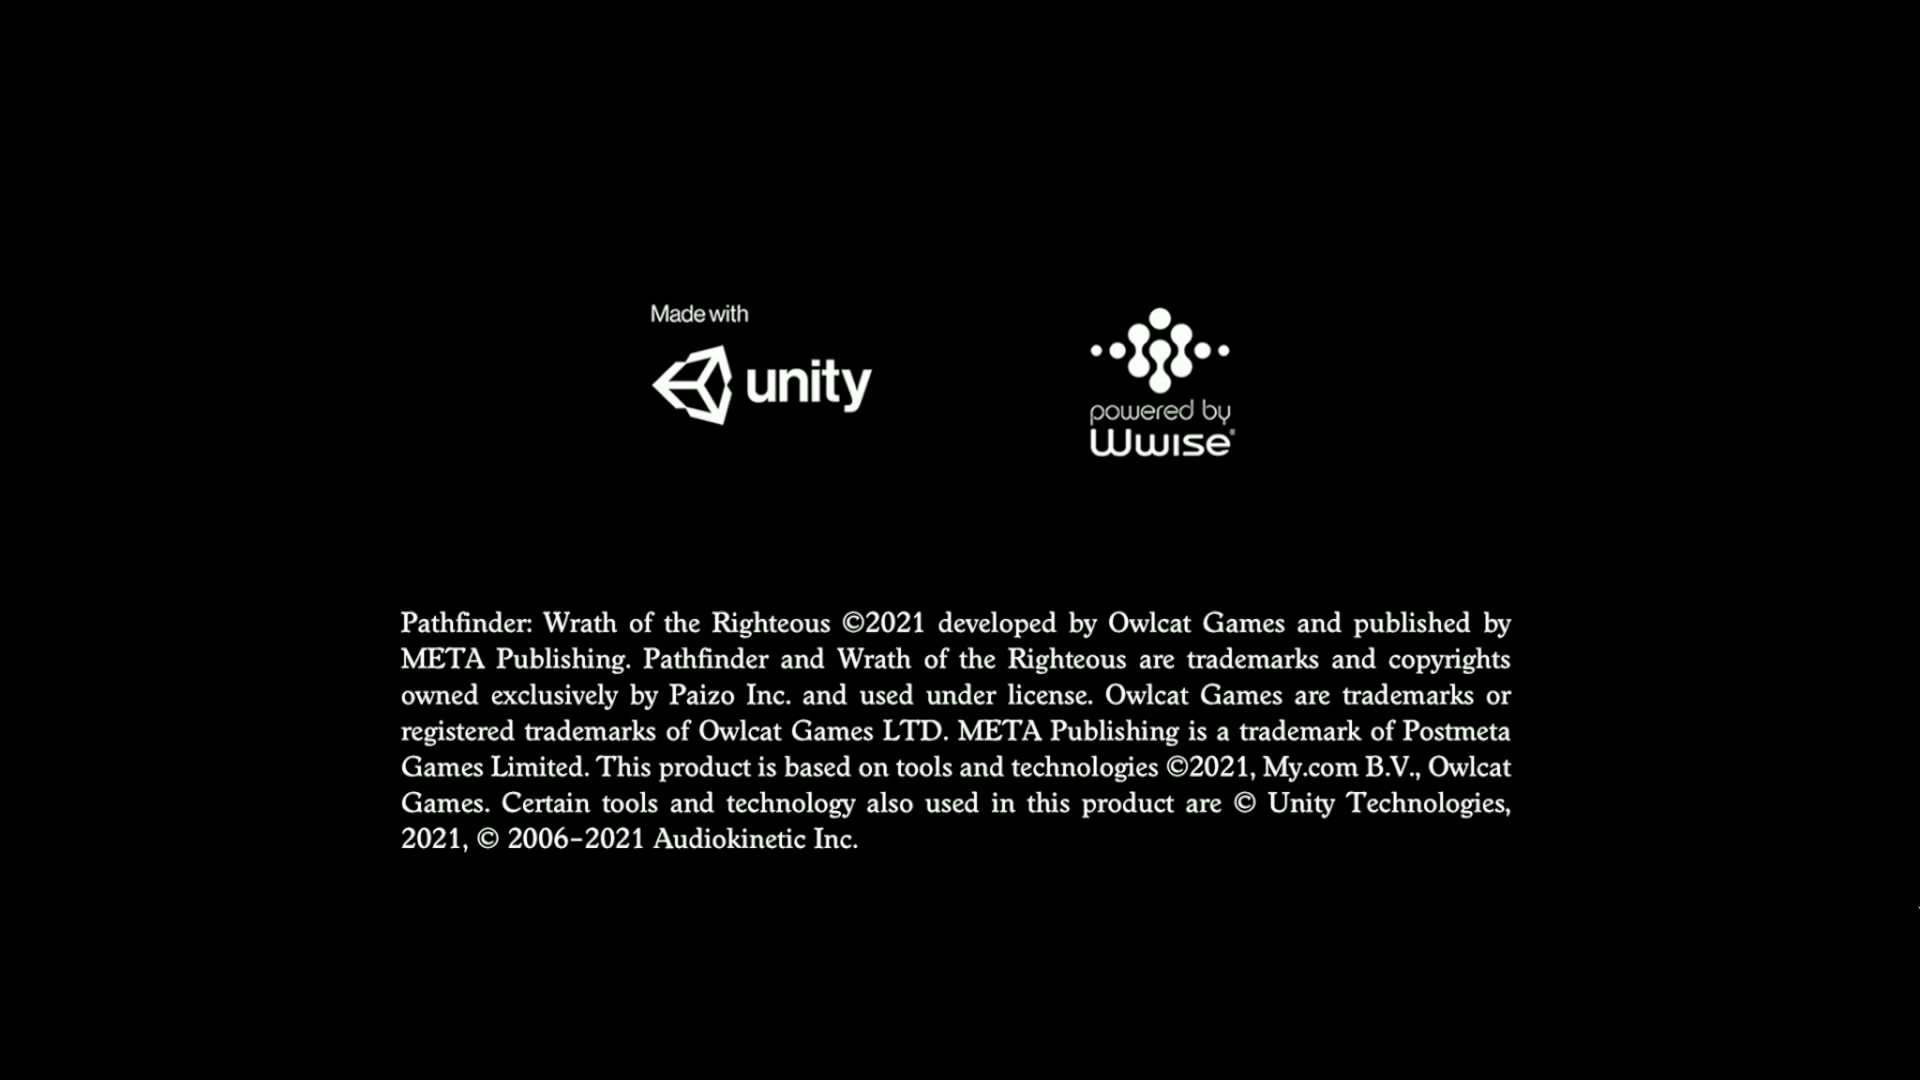 Made with
unity
powered by
Wwise®
Pathfinder: Wrath of the Righteous ©2021 developed by Owlcat Games and published by
META Publishing. Pathfinder and Wrath of the Righteous are trademarks and copyrights
owned exclusively by Paizo Inc. and used under license. Owlcat Games are trademarks or
registered trademarks of Owlcat Games LTD. META Publishing is a trademark of Postmeta
Games Limited. This product is based on tools and technologies ©2021, My.com B.V., Owlcat
Games. Certain tools and technology also used in this product are © Unity Technologies,
2021, © 2006–2021 Audiokinetic Inc.